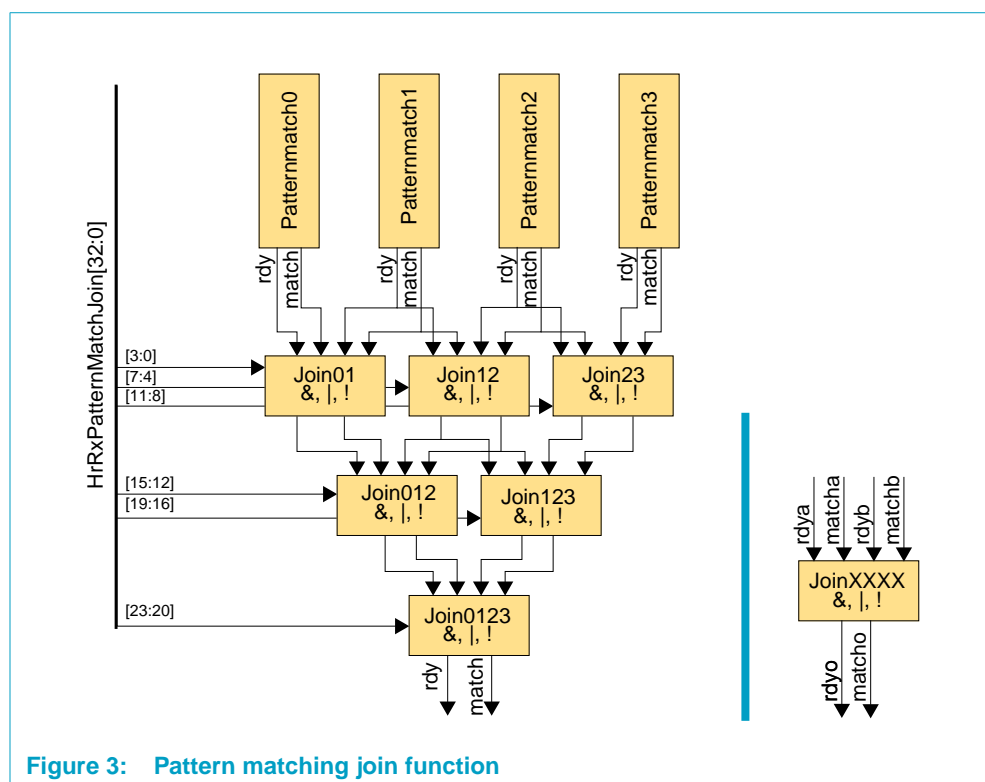 Patternmatch0
Patternmatch1
Patternmatch2
Patternmatch3
HrRxPatternMatchJoin[32:0]
rdy
match
rdy
match
rdy
match
rdy
match
[3:0]
[7:4]
[11:8]
Join01
&, |, !
Join12
&, |, !
Join23
&, |, !
[15:12]
[19:16]
Join012
&, |, !
Join123
&, |, !
[23:20]
Join0123
&, |, !
rdy
match
rdya
matcha
rdyb
matchb
JoinXXXX
&, |, !
rdyo
matcho
Figure 3: Pattern matching join function